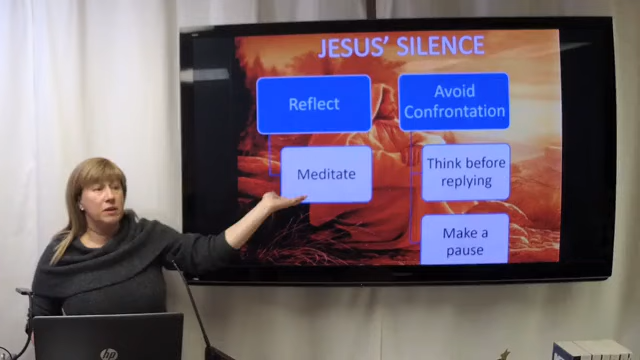 JESUS' SILENCE
Reflect
Meditate
Avoid
Confrontation
Think before
replying
Make a
pause
hp